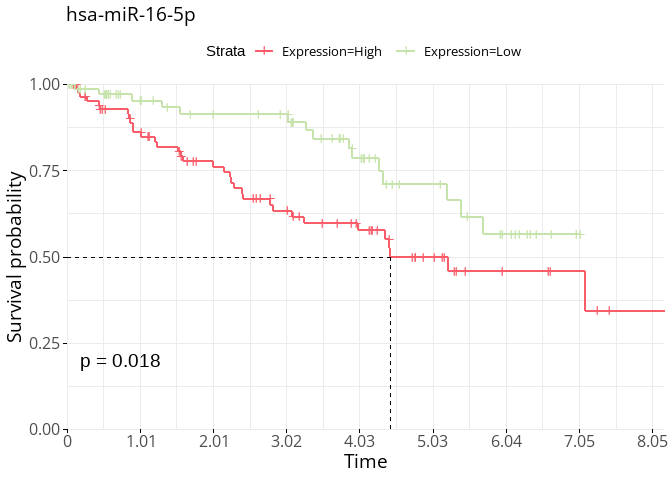 hsa-miR-16-5p
Strata Expression=High Expression=Low
Survival probability
1.00
0.75
0.50
0.25
0.00
p = 0.018
0 1.01 2.01 3.02 4.03 5.03 6.04 7.05 8.05
Time